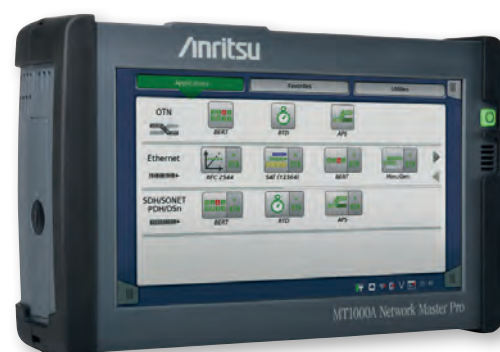 Anritsu
Applications Favorites Utilities
OTN
BERT RTD APS
Ethernet
RFC 2544 SAT (Y.1564) BERT Mon/Gen
SDH/SONET
PDH/DSn
BERT RTD APS
MT1000A Network Master Pro